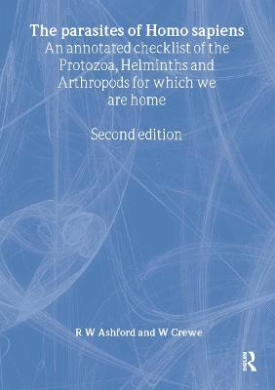 The parasites of Homo sapiens
An annotated checklist of the
Protozoa, Helminths and
Arthropods for which we
are home
Second edition
R W Ashford and W Crewe